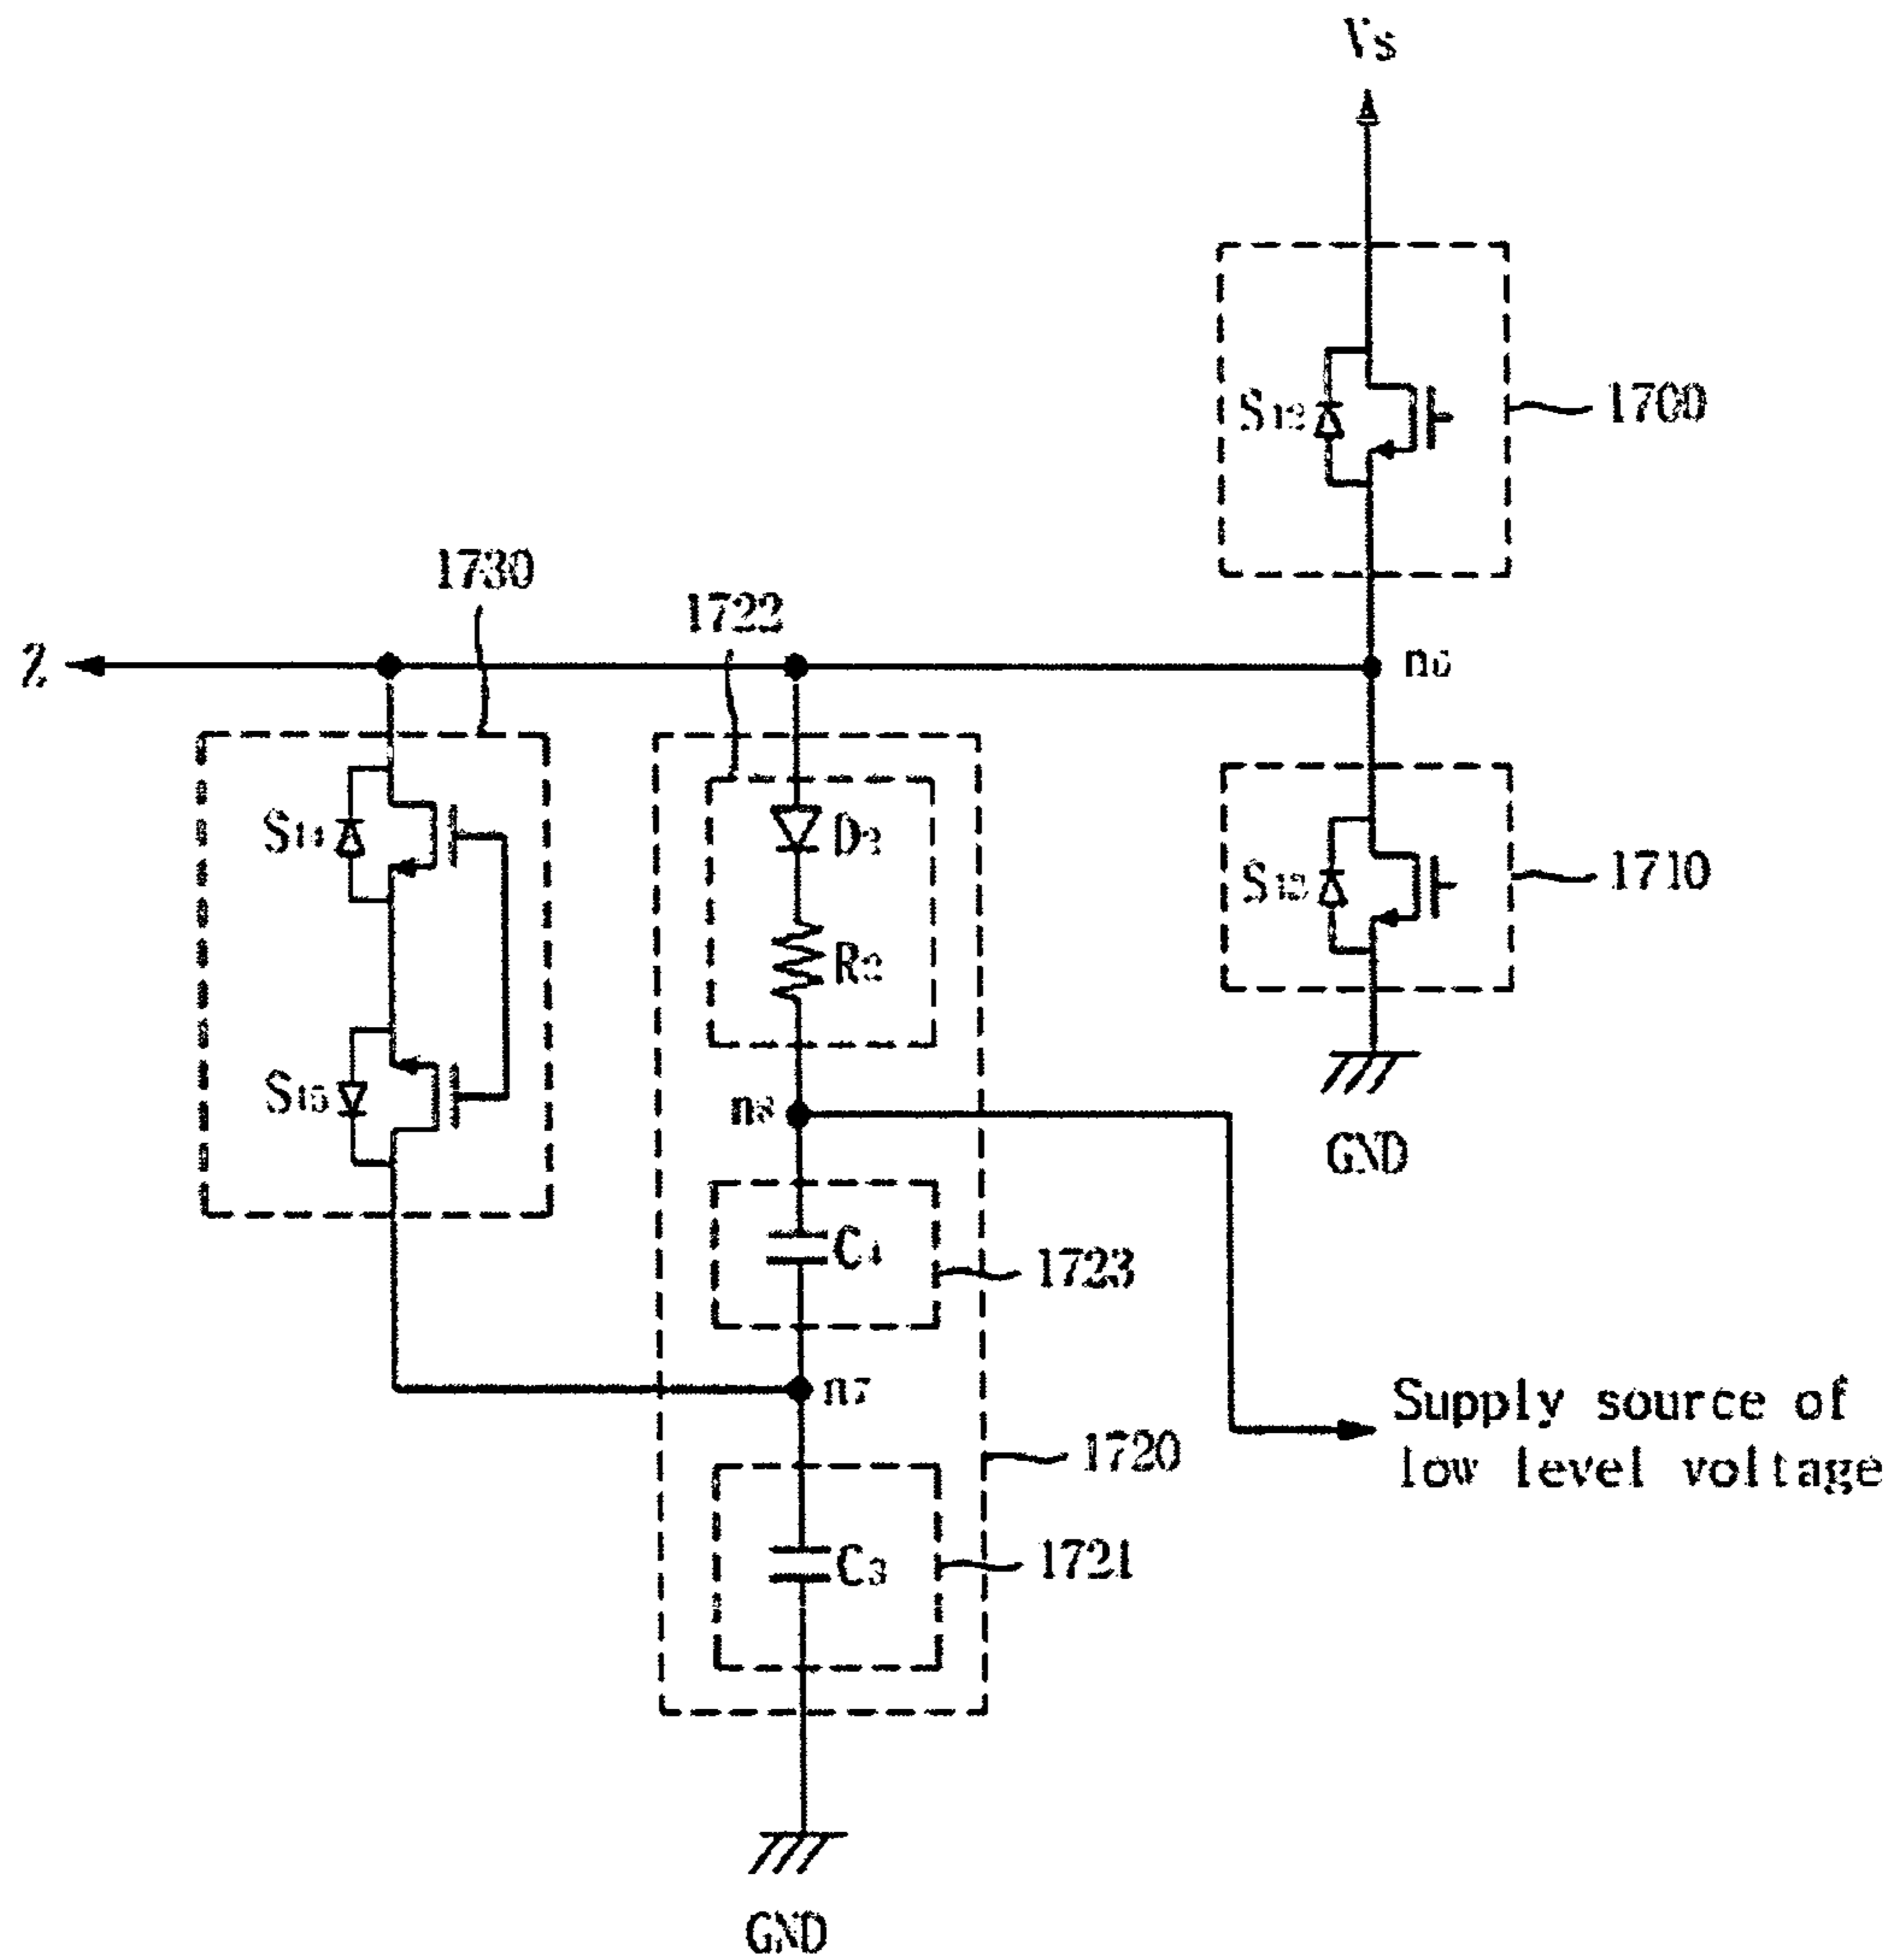 Vs
1700
1730
1722
Z
n6
D2
1710
R2
S14
S15
n8
GND
C4
1723
n7
Supply source of
1720
low level voltage
C3
1721
GND